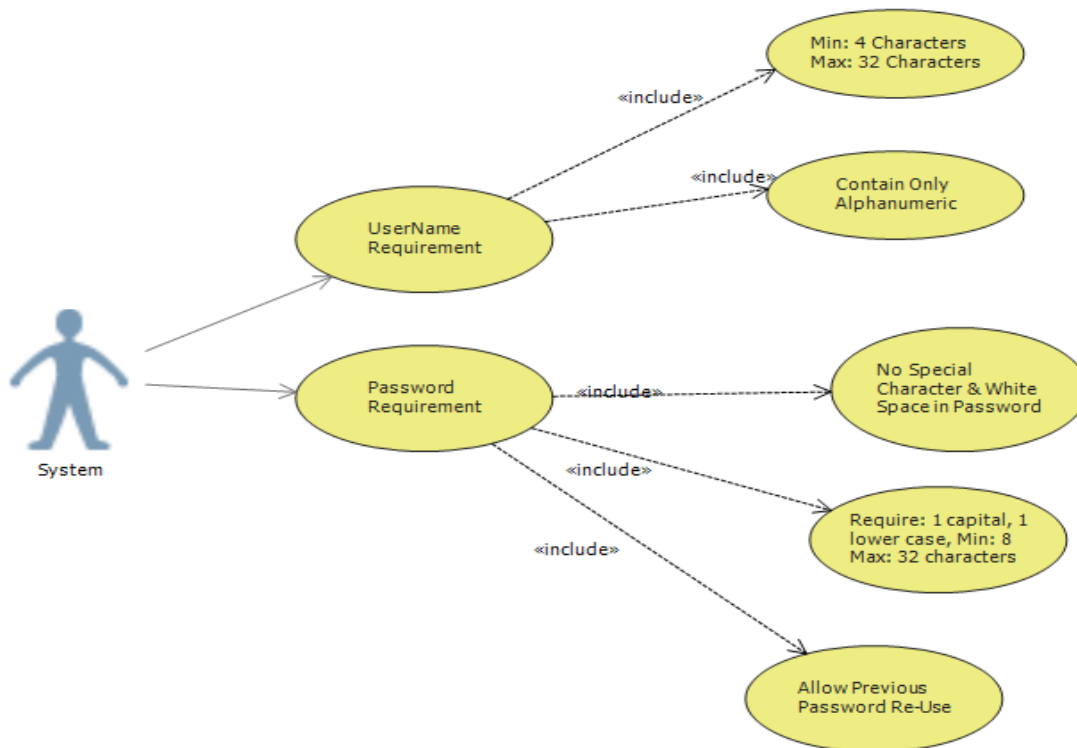 Min: 4 Characters
Max: 32 Characters
«include»
«include»
Contain Only
Alphanumeric
UserName
Requirement
Password
Requirement
«include»
No Special
Character & White
Space in Password
System
«include»
Require: 1 capital, 1
lower case, Min: 8
Max: 32 characters
«include»
Allow Previous
Password Re-Use